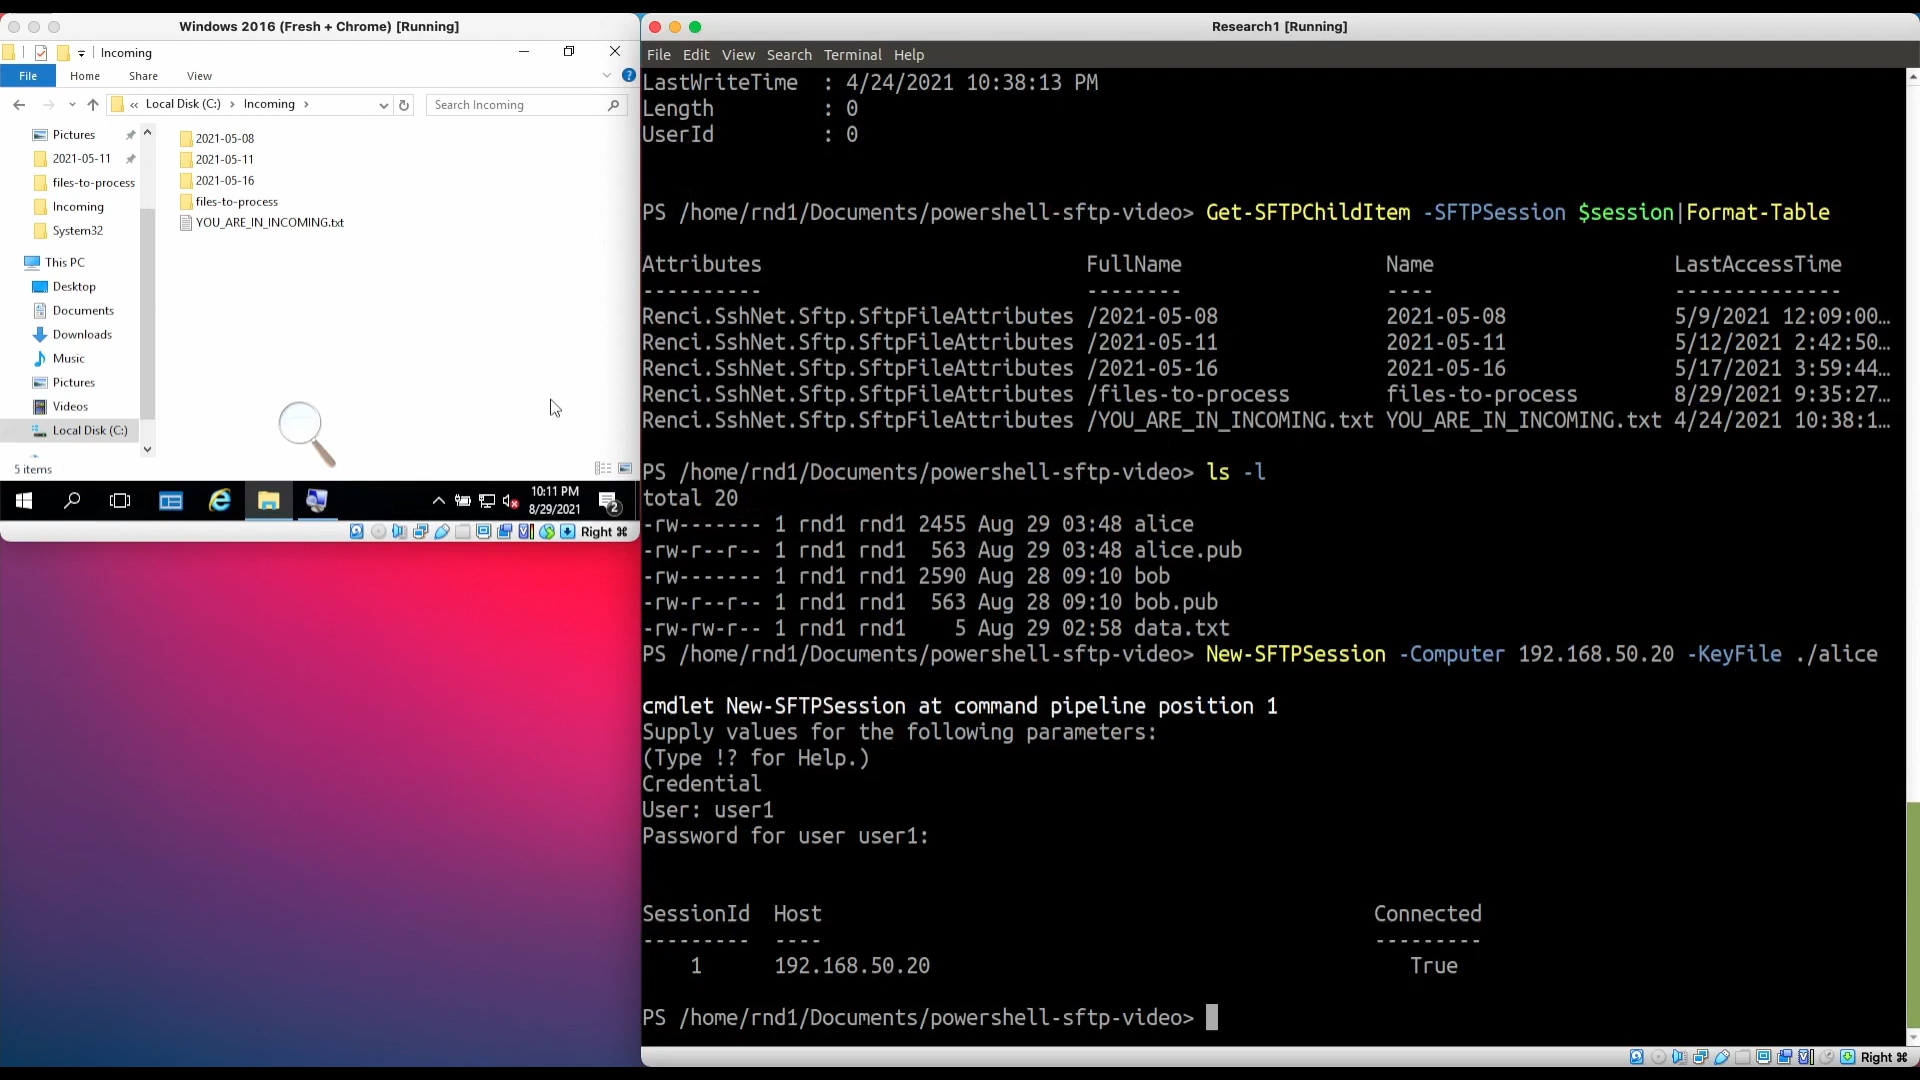 Windows 2016 (Fresh + Chrome) [Running]
Incoming
File Home Share View
« Local Disk (C:) > Incoming >
Search Incoming
Pictures
2021-05-11
files-to-process
Incoming
System32
This PC
Desktop
Documents
Downloads
Music
Pictures
Videos
Local Disk (C:)
2021-05-08
2021-05-11
2021-05-16
files-to-process
YOU_ARE_IN_INCOMING.txt
5 items
10:11 PM
8/29/2021
2
Right ⌘
Research1 [Running]
File Edit View Search Terminal Help
LastWriteTime  : 4/24/2021 10:38:13 PM
Length         : 0
UserId         : 0
PS /home/rnd1/Documents/powershell-sftp-video> Get-SFTPChildItem -SFTPSession $session|Format-Table
Attributes                          FullName                 Name                    LastAccessTime
----------                          --------                 ----                    --------------
Renci.SshNet.Sftp.SftpFileAttributes /2021-05-08              2021-05-08              5/9/2021 12:09:00…
Renci.SshNet.Sftp.SftpFileAttributes /2021-05-11              2021-05-11              5/12/2021 2:42:50…
Renci.SshNet.Sftp.SftpFileAttributes /2021-05-16              2021-05-16              5/17/2021 3:59:44…
Renci.SshNet.Sftp.SftpFileAttributes /files-to-process        files-to-process        8/29/2021 9:35:27…
Renci.SshNet.Sftp.SftpFileAttributes /YOU_ARE_IN_INCOMING.txt YOU_ARE_IN_INCOMING.txt 4/24/2021 10:38:1…
PS /home/rnd1/Documents/powershell-sftp-video> ls -l
total 20
-rw------- 1 rnd1 rnd1 2455 Aug 29 03:48 alice
-rw-r--r-- 1 rnd1 rnd1  563 Aug 29 03:48 alice.pub
-rw------- 1 rnd1 rnd1 2590 Aug 28 09:10 bob
-rw-r--r-- 1 rnd1 rnd1  563 Aug 28 09:10 bob.pub
-rw-rw-r-- 1 rnd1 rnd1    5 Aug 29 02:58 data.txt
PS /home/rnd1/Documents/powershell-sftp-video> New-SFTPSession -Computer 192.168.50.20 -KeyFile ./alice
cmdlet New-SFTPSession at command pipeline position 1
Supply values for the following parameters:
(Type !? for Help.)
Credential
User: user1
Password for user user1:
SessionId  Host                                              Connected
---------  ----                                              ---------
    1      192.168.50.20                                        True
PS /home/rnd1/Documents/powershell-sftp-video>
Right ⌘